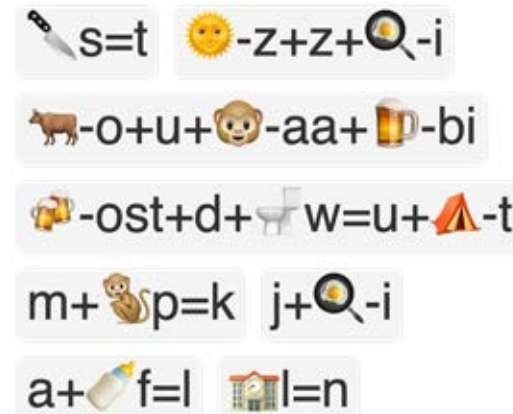 🔪s=t 🌞-z+z+🍳-i
🐂-o+u+🐵-aa+🍺-bi
🍻-ost+d+🚽w=u+⛺-t
m+🐒p=k j+🍳-i
a+🍼f=l 🏫l=n